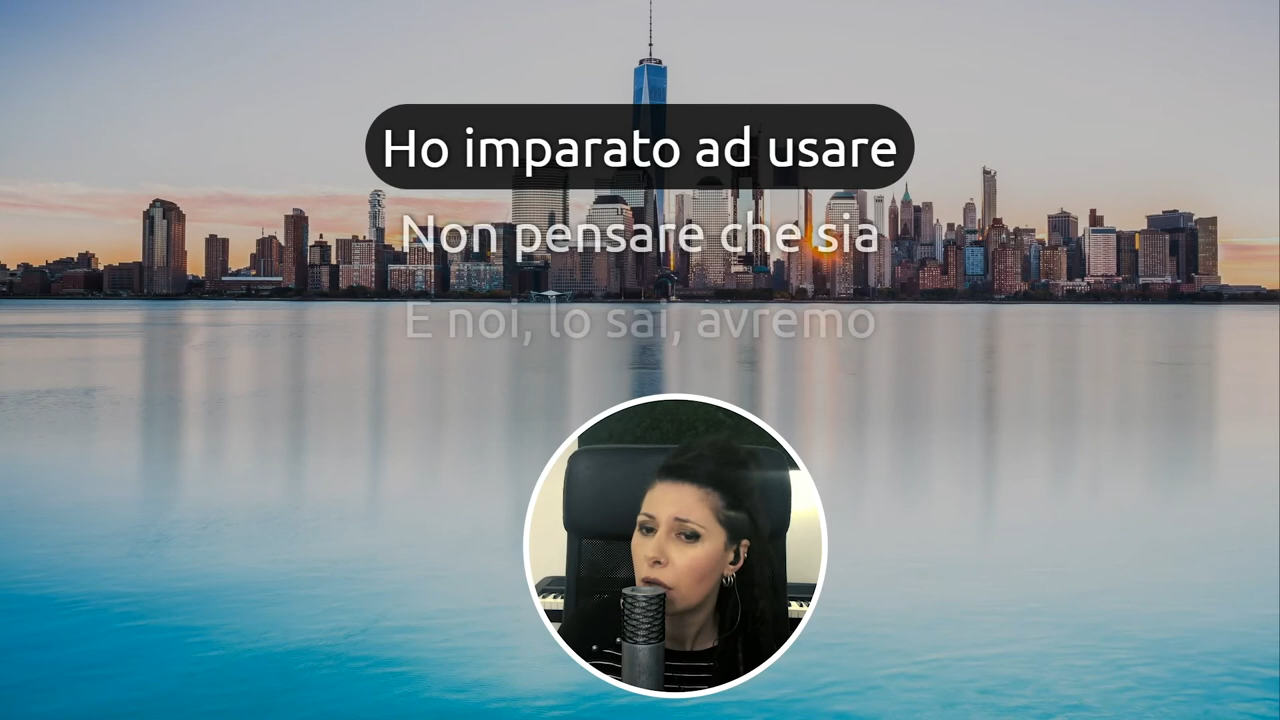 Ho imparato ad usare
Non pensare che sia
E noi, lo sai, avremo